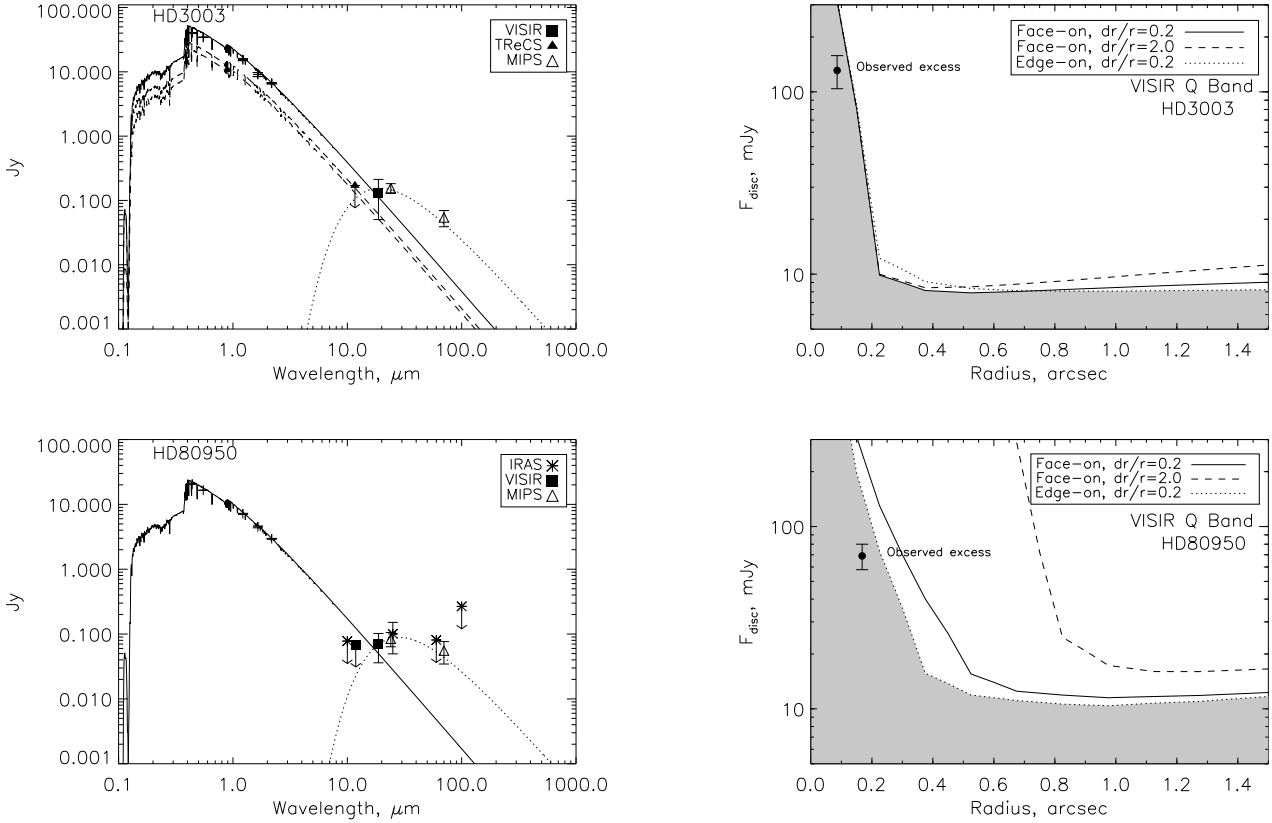 HD3003
VISIR
TReCS
MIPS
100.000
10.000
1.000
0.100
0.010
0.001
Jy
0.1 1.0 10.0 100.0 1000.0
Wavelength, μm
Face-on, dr/r=0.2
Face-on, dr/r=2.0
Edge-on, dr/r=0.2
VISIR Q Band
HD3003
Observed excess
100
10
F_disc, mJy
0.0 0.2 0.4 0.6 0.8 1.0 1.2 1.4
Radius, arcsec
HD80950
IRAS
VISIR
MIPS
100.000
10.000
1.000
0.100
0.010
0.001
Jy
0.1 1.0 10.0 100.0 1000.0
Wavelength, μm
Face-on, dr/r=0.2
Face-on, dr/r=2.0
Edge-on, dr/r=0.2
VISIR Q Band
HD80950
Observed excess
100
10
F_disc, mJy
0.0 0.2 0.4 0.6 0.8 1.0 1.2 1.4
Radius, arcsec